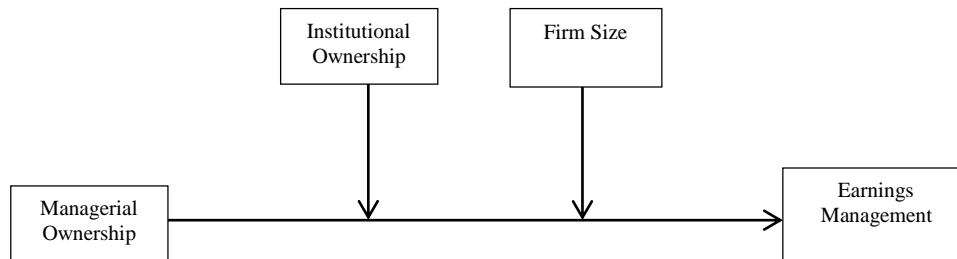 Institutional
Ownership
Firm Size
Managerial
Ownership
Earnings
Management